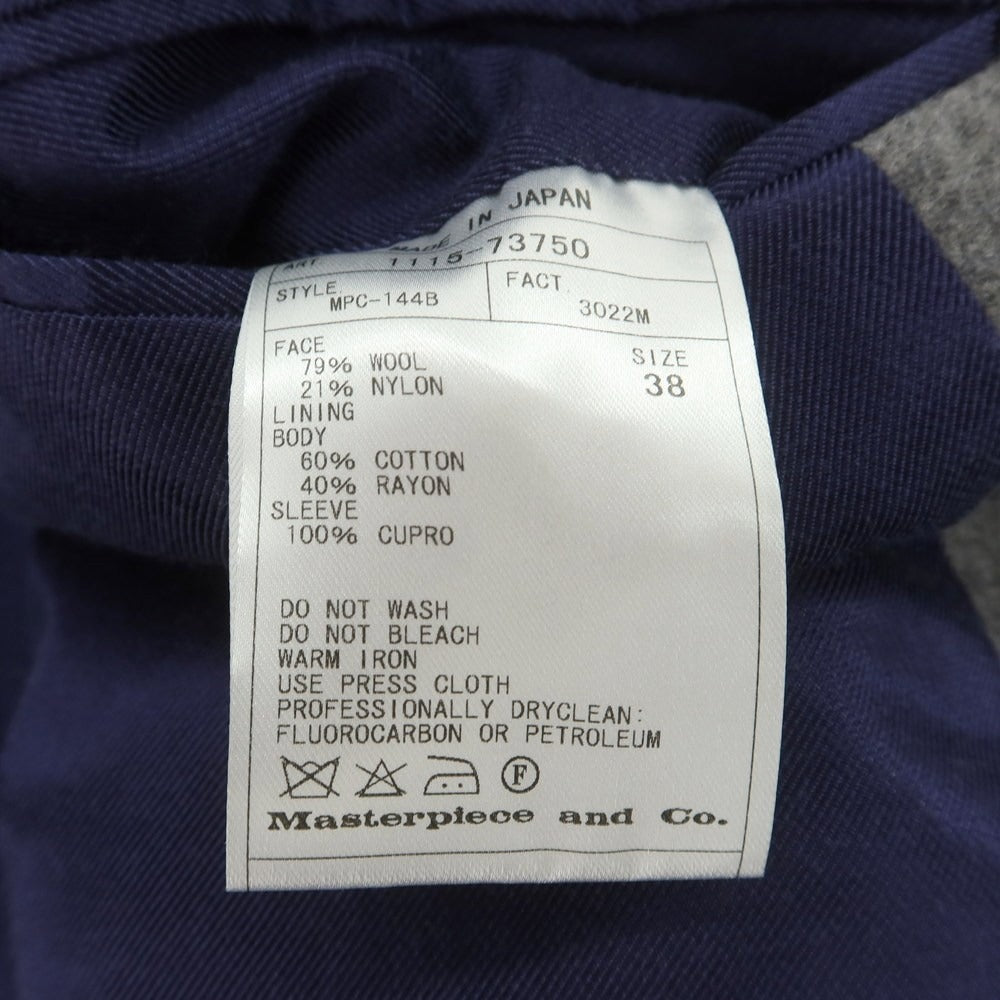 MADE IN JAPAN
ART. 1115-73750
STYLE. FACT.
MPC-144B 3022M
FACE SIZE
79% WOOL 38
21% NYLON
LINING
BODY
60% COTTON
40% RAYON
SLEEVE
100% CUPRO
DO NOT WASH
DO NOT BLEACH
WARM IRON
USE PRESS CLOTH
PROFESSIONALLY DRYCLEAN:
FLUOROCARBON OR PETROLEUM
F
Masterpiece and Co.